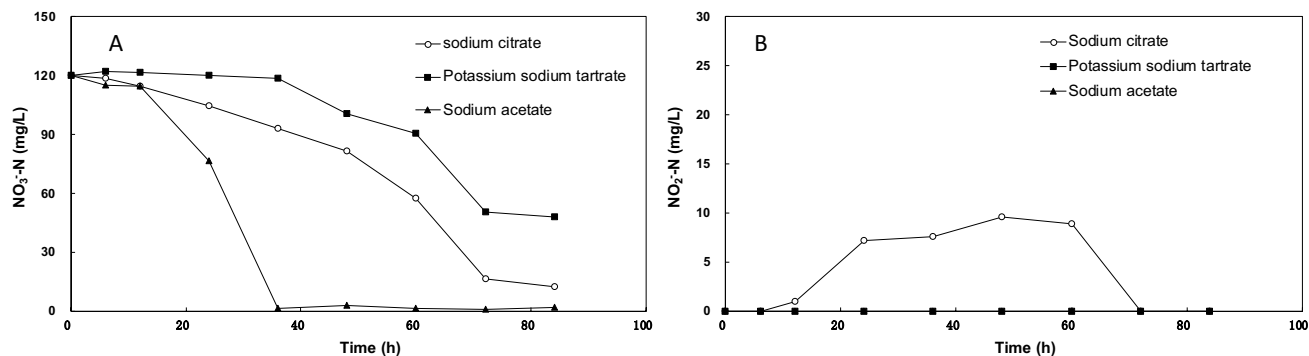 A
sodium citrate
Potassium sodium tartrate
Sodium acetate
150
120
90
60
30
0
NO₃⁻-N (mg/L)
0 20 40 60 80 100
Time (h)
B
Sodium citrate
Potassium sodium tartrate
Sodium acetate
30
25
20
15
10
5
0
NO₂⁻-N (mg/L)
0 20 40 60 80 100
Time (h)